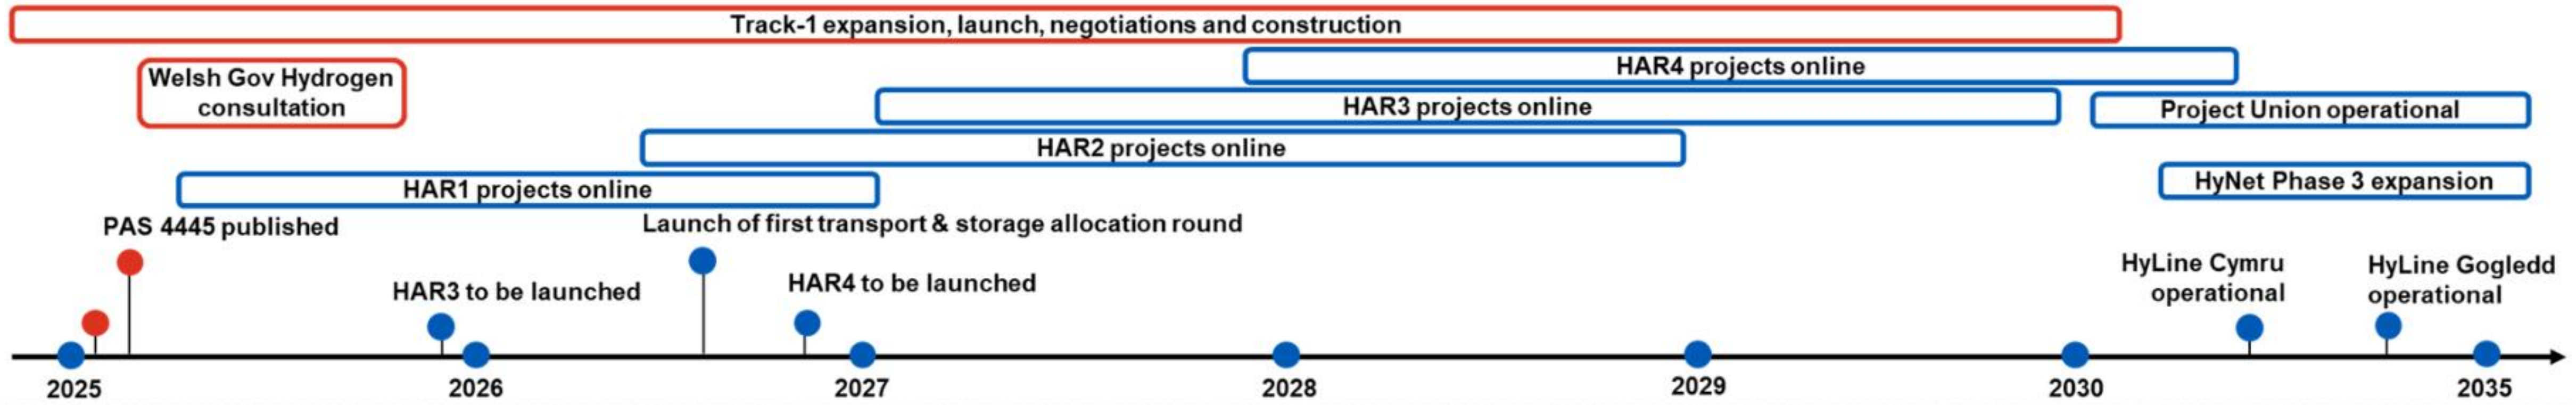 Track-1 expansion, launch, negotiations and construction
Welsh Gov Hydrogen
consultation
HAR4 projects online
HAR3 projects online
Project Union operational
HAR2 projects online
HAR1 projects online
HyNet Phase 3 expansion
PAS 4445 published
Launch of first transport & storage allocation round
HAR3 to be launched
HAR4 to be launched
HyLine Cymru
operational
HyLine Gogledd
operational
2025
2026
2027
2028
2029
2030
2035